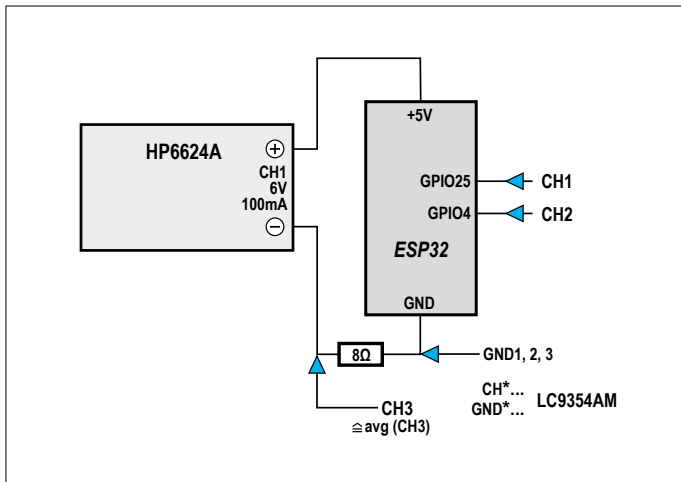 HP6624A
⊕
CH1
6V
100mA
⊖
+5V
GPIO25
GPIO4
ESP32
GND
CH1
CH2
8Ω
GND1, 2, 3
CH3
≙ avg (CH3)
CH*...
GND*...
LC9354AM